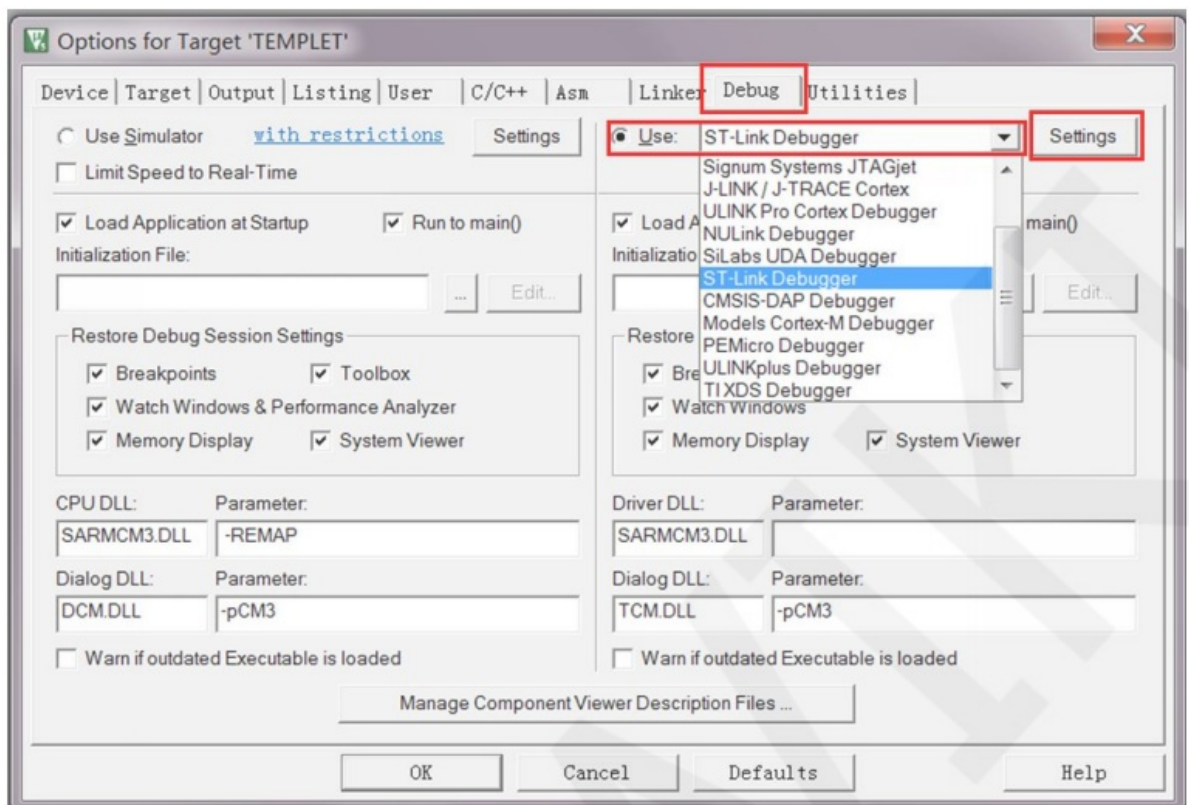 Options for Target 'TEMPLET'
Device Target Output Listing User C/C++ Asm Linker Debug Utilities
Use Simulator with restrictions Settings
Use: ST-Link Debugger Settings
Limit Speed to Real-Time
Signum Systems JTAGjet
J-LINK / J-TRACE Cortex
ULINK Pro Cortex Debugger
NULink Debugger
SiLabs UDA Debugger
ST-Link Debugger
CMSIS-DAP Debugger
Models Cortex-M Debugger
PEMicro Debugger
ULINKplus Debugger
TI XDS Debugger
Load Application at Startup Run to main()
Load A main()
Initialization File:
Initializatio
... Edit...
Edit...
Restore Debug Session Settings
Breakpoints Toolbox
Watch Windows & Performance Analyzer
Memory Display System Viewer
Restore
Bre
Watch Windows
Memory Display System Viewer
CPU DLL: Parameter:
SARMCM3.DLL -REMAP
Dialog DLL: Parameter:
DCM.DLL -pCM3
Warn if outdated Executable is loaded
Driver DLL: Parameter:
SARMCM3.DLL
Dialog DLL: Parameter:
TCM.DLL -pCM3
Warn if outdated Executable is loaded
Manage Component Viewer Description Files ...
OK Cancel Defaults Help